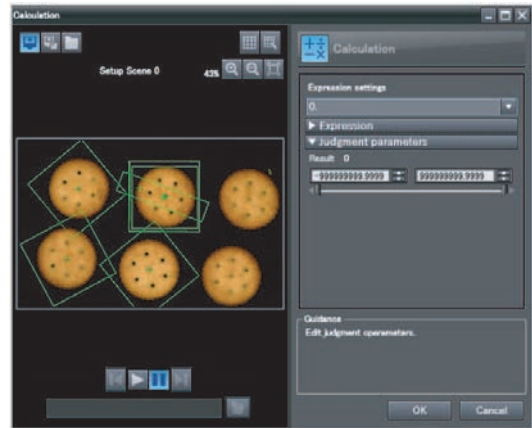 Calculation
Setup Scene 0
43%
Calculation
Expression settings
0.
Expression
Judgment parameters
Result 0
-999999999.9999 999999999.9999
Guidance
Edit judgment operameters.
OK Cancel